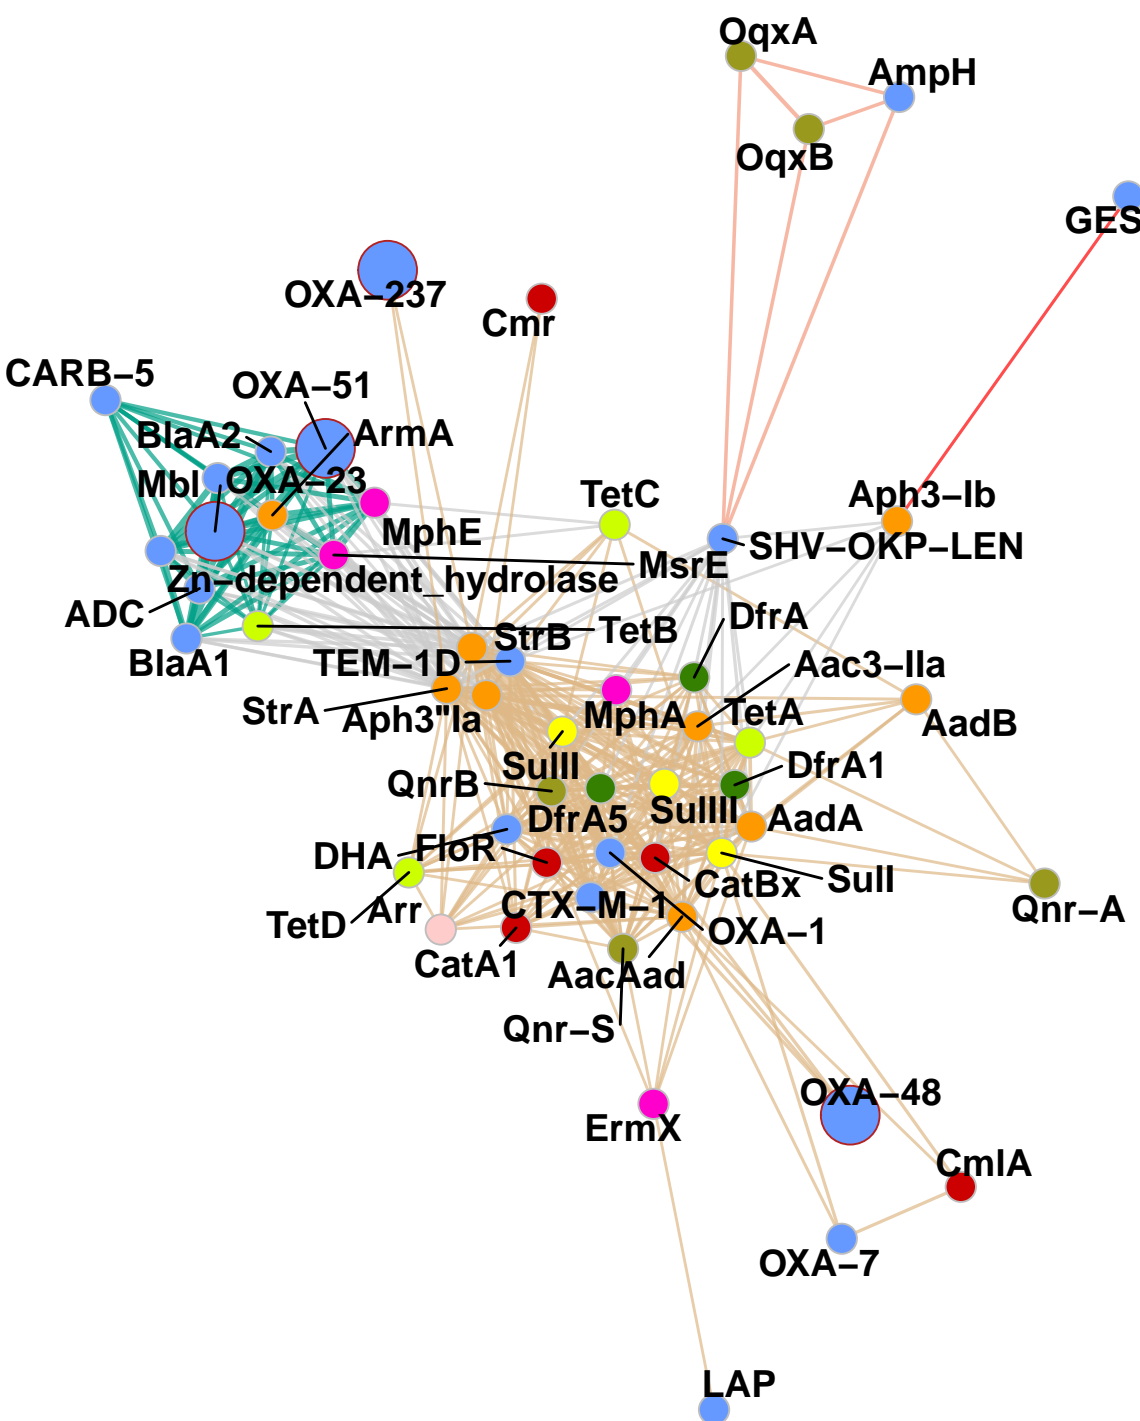 OqxA
AmpH
OqxB
GES
OXA–237
Cmr
CARB–5
OXA–51
BlaA2
ArmA
Mbl
OXA–23
TetC
Aph3–Ib
MphE
SHV–OKP–LEN
MsrE
Zn–dependent_hydrolase
ADC
DfrA
TetB
StrB
BlaA1
TEM–1D
Aac3–IIa
StrA
Aph3"Ia
MphA
TetA
AadB
SulII
DfrA1
QnrB
SulIII
DfrA5
AadA
DHA
FloR
CatBx
SulI
CTX–M–1
Arr
TetD
OXA–1
Qnr–A
CatA1
AacAad
Qnr–S
OXA–48
ErmX
CmlA
OXA–7
LAP